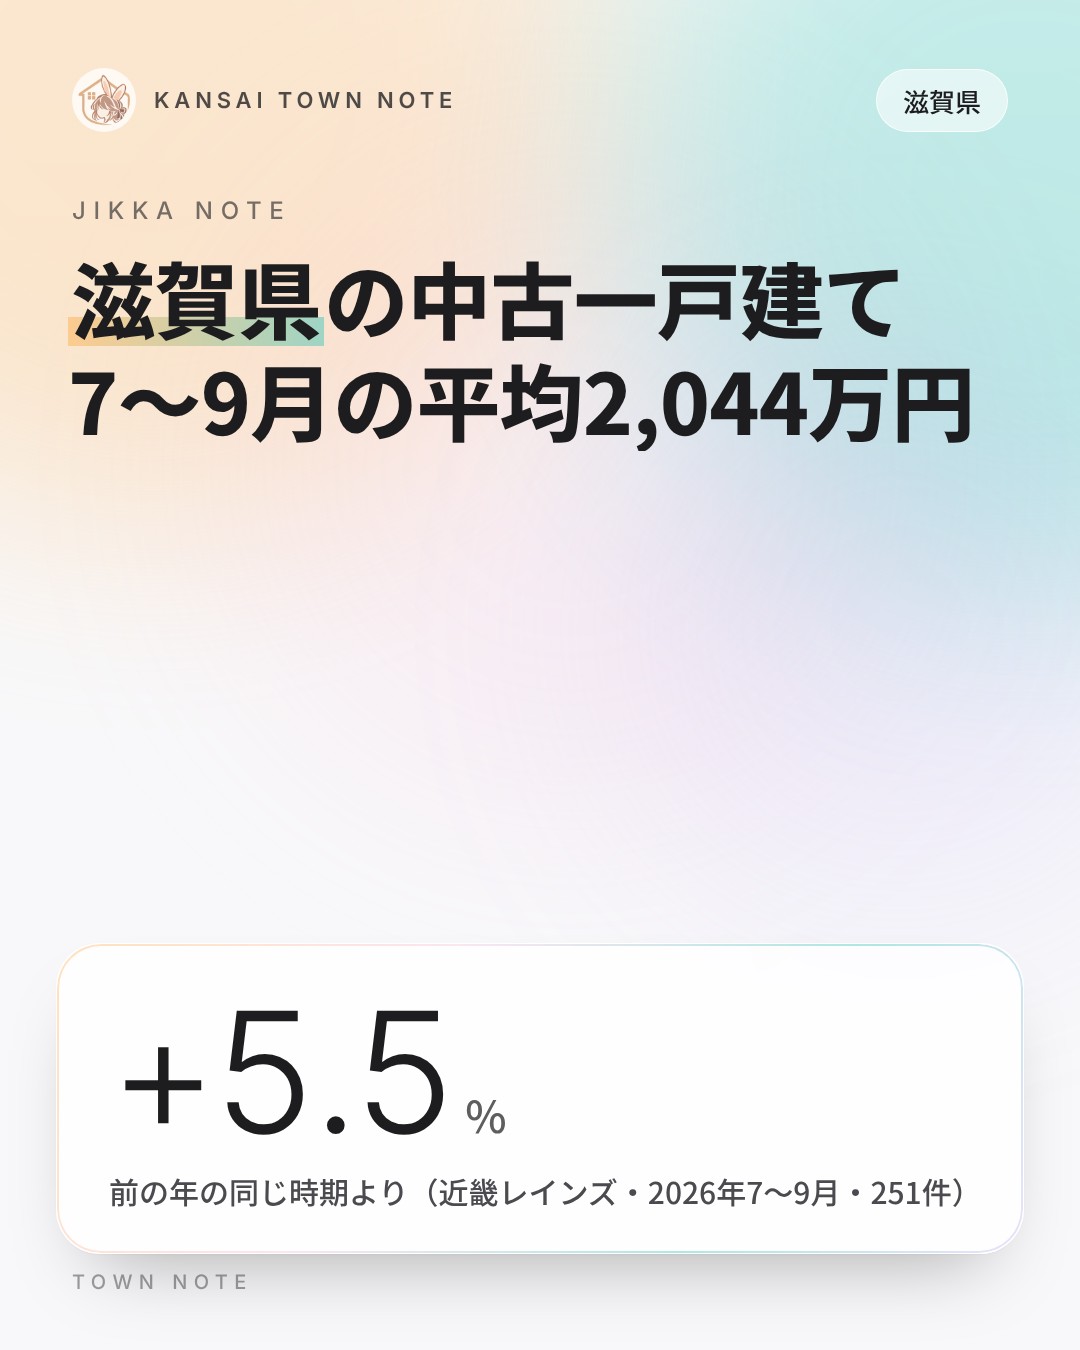 KANSAI TOWN NOTE
滋賀県
JIKKA NOTE
滋賀県の中古一戸建て
7〜9月の平均2,044万円
+5.5%
前の年の同じ時期より（近畿レインズ・2026年7〜9月・251件）
TOWN NOTE